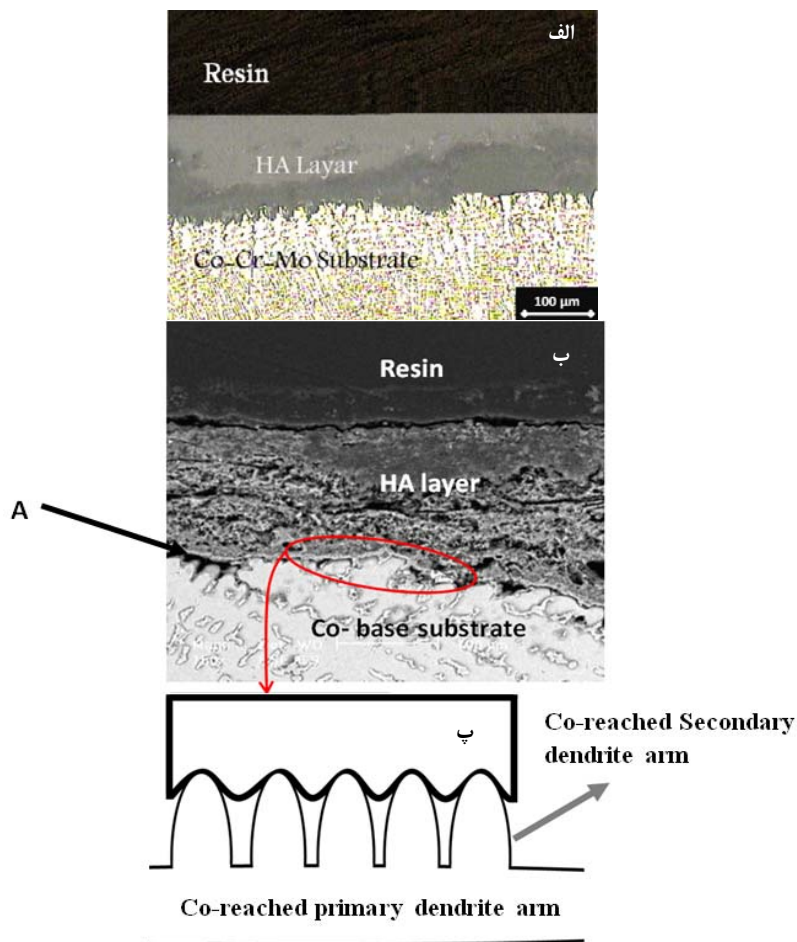 الف
Resin
HA Layar
Co-Cr-Mo Substrate
100 µm
ب
Resin
HA layer
A
Co- base substrate
پ
Co-reached Secondary
dendrite arm
Co-reached primary dendrite arm